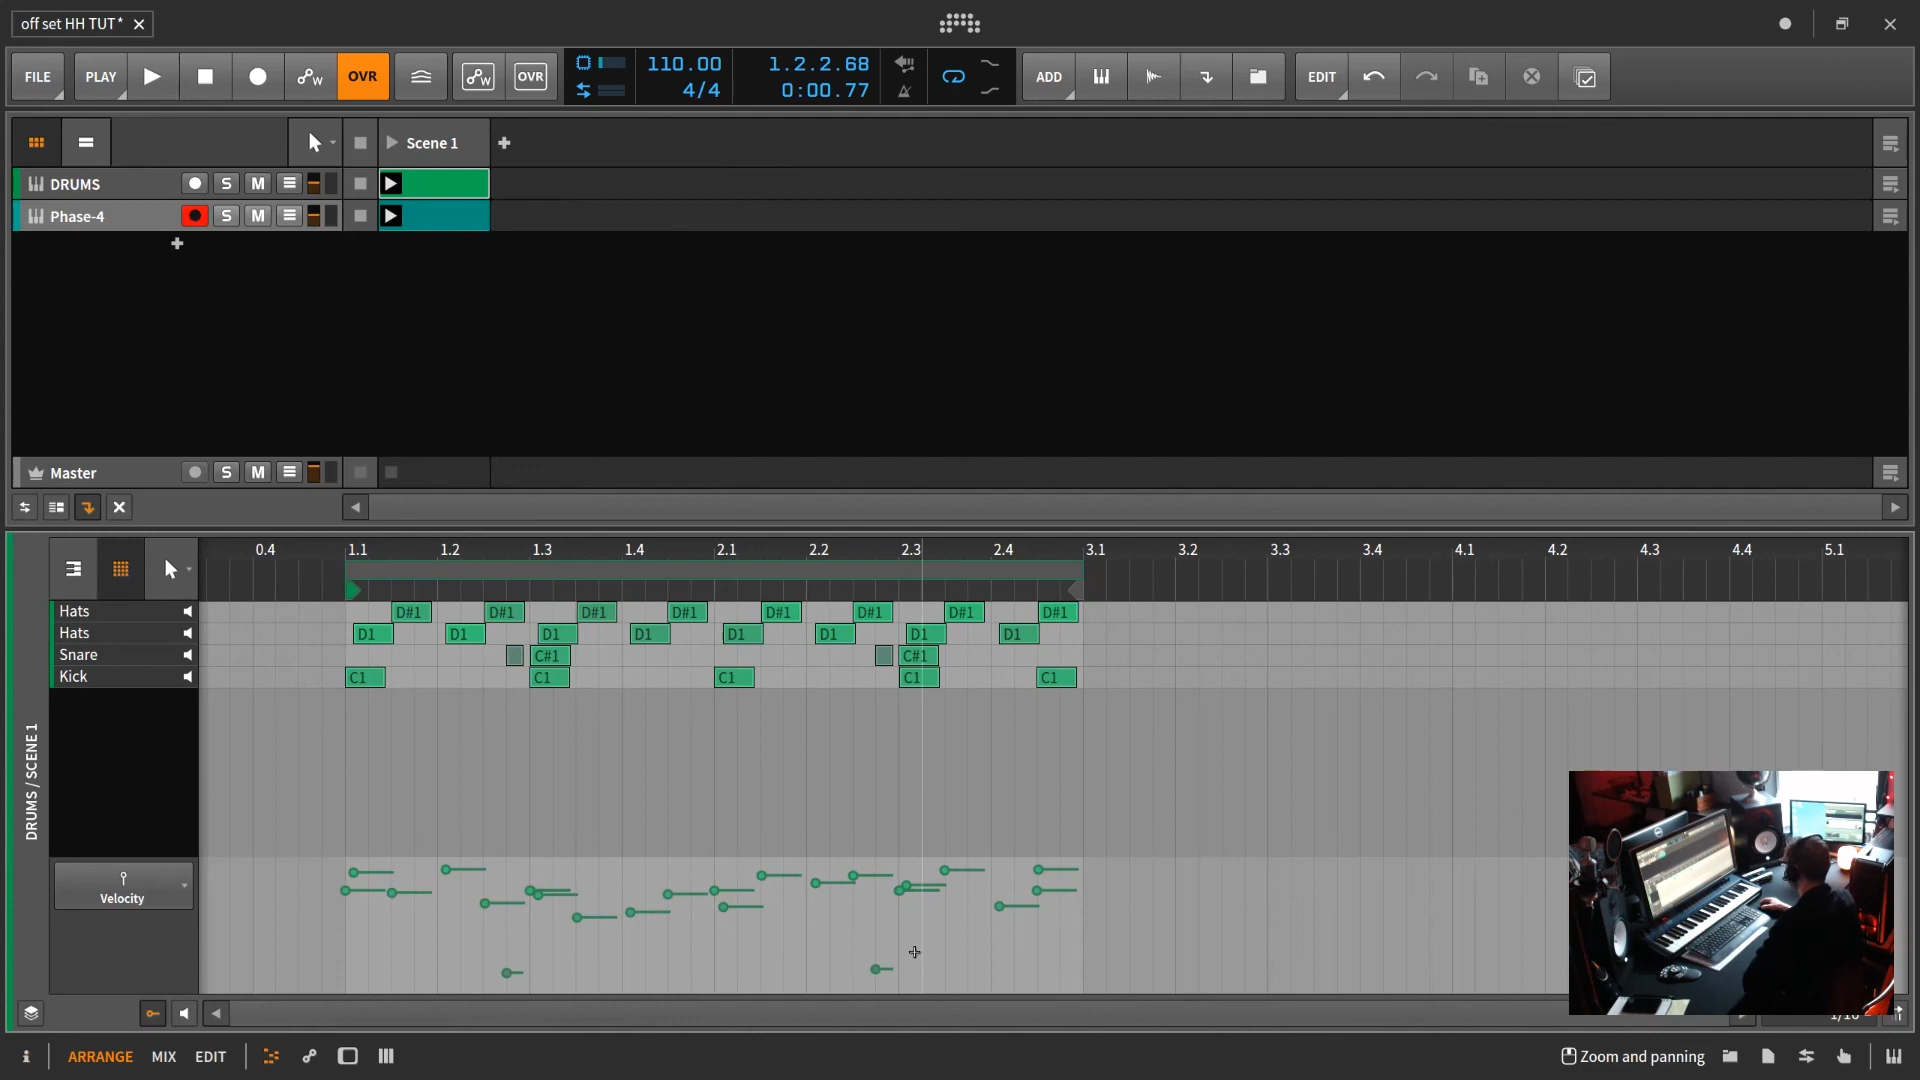 off set HH TUT*
FILE PLAY OVR OVR 110.00 4/4 1.2.2.68 0:00.77 ADD EDIT
Scene 1
DRUMS S M
Phase-4 S M
Master S M
0.4 1.1 1.2 1.3 1.4 2.1 2.2 2.3 2.4 3.1 3.2 3.3 3.4 4.1 4.2 4.3 4.4 5.1
Hats D#1 D#1 D#1 D#1 D#1 D#1 D#1 D#1
Hats D1 D1 D1 D1 D1 D1 D1 D1
Snare C#1 C#1
Kick C1 C1 C1 C1 C1
DRUMS / SCENE 1
Velocity
ARRANGE MIX EDIT Zoom and panning